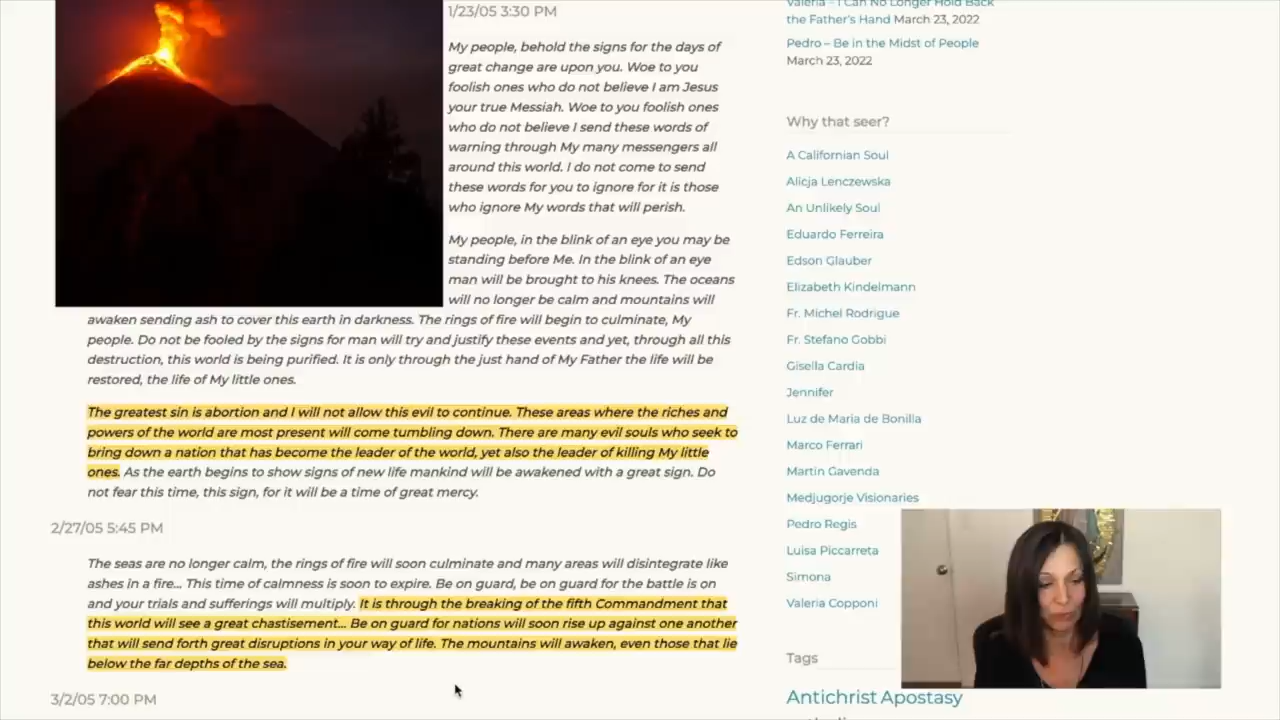 1/23/05 3:30 PM
My people, behold the signs for the days of
great change are upon you. Woe to you
foolish ones who do not believe I am Jesus
your true Messiah. Woe to you foolish ones
who do not believe I send these words of
warning through My many messengers all
around this world. I do not come to send
these words for you to ignore for it is those
who ignore My words that will perish.
My people, in the blink of an eye you may be
standing before Me. In the blink of an eye
man will be brought to his knees. The oceans
will no longer be calm and mountains will
awaken sending ash to cover this earth in darkness. The rings of fire will begin to culminate, My
people. Do not be fooled by the signs for man will try and justify these events and yet, through all this
destruction, this world is being purified. It is only through the just hand of My Father the life will be
restored, the life of My little ones.
The greatest sin is abortion and I will not allow this evil to continue. These areas where the riches and
powers of the world are most present will come tumbling down. There are many evil souls who seek to
bring down a nation that has become the leader of the world, yet also the leader of killing My little
ones. As the earth begins to show signs of new life mankind will be awakened with a great sign. Do
not fear this time, this sign, for it will be a time of great mercy.
2/27/05 5:45 PM
The seas are no longer calm, the rings of fire will soon culminate and many areas will disintegrate like
ashes in a fire... This time of calmness is soon to expire. Be on guard, be on guard for the battle is on
and your trials and sufferings will multiply. It is through the breaking of the fifth Commandment that
this world will see a great chastisement... Be on guard for nations will soon rise up against one another
that will send forth great disruptions in your way of life. The mountains will awaken, even those that lie
below the far depths of the sea.
3/2/05 7:00 PM
Valeria – I Can No Longer Hold Back
the Father's Hand March 23, 2022
Pedro – Be in the Midst of People
March 23, 2022
Why that seer?
A Californian Soul
Alicja Lenczewska
An Unlikely Soul
Eduardo Ferreira
Edson Glauber
Elizabeth Kindelmann
Fr. Michel Rodrigue
Fr. Stefano Gobbi
Gisella Cardia
Jennifer
Luz de Maria de Bonilla
Marco Ferrari
Martin Gavenda
Medjugorje Visionaries
Pedro Regis
Luisa Piccarreta
Simona
Valeria Copponi
Tags
Antichrist Apostasy